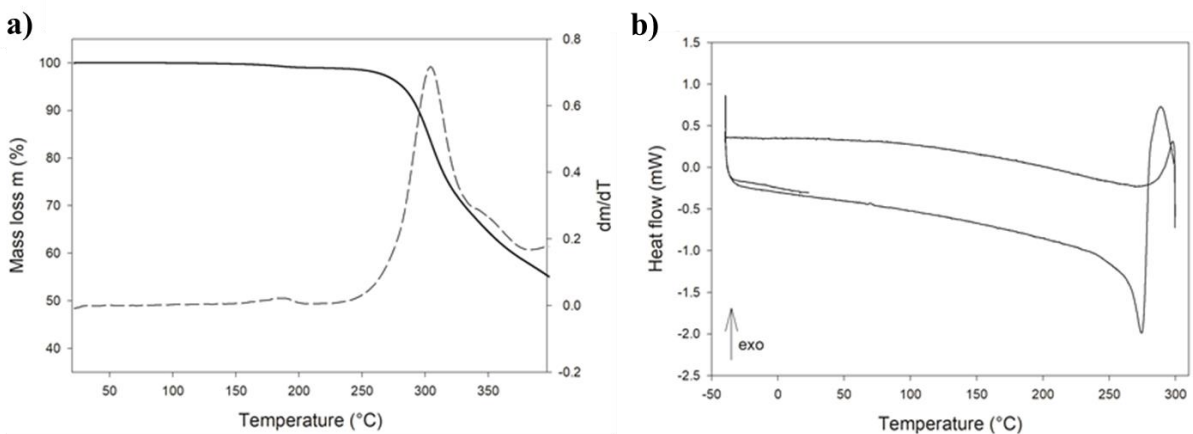 a)
100
90
80
70
60
50
40
Mass loss m (%)
0.8
0.6
0.4
0.2
0.0
-0.2
dm/dT
50 100 150 200 250 300 350
Temperature (°C)
b)
1.5
1.0
0.5
0.0
-0.5
-1.0
-1.5
-2.0
-2.5
Heat flow (mW)
exo
-50 0 50 100 150 200 250 300
Temperature (°C)